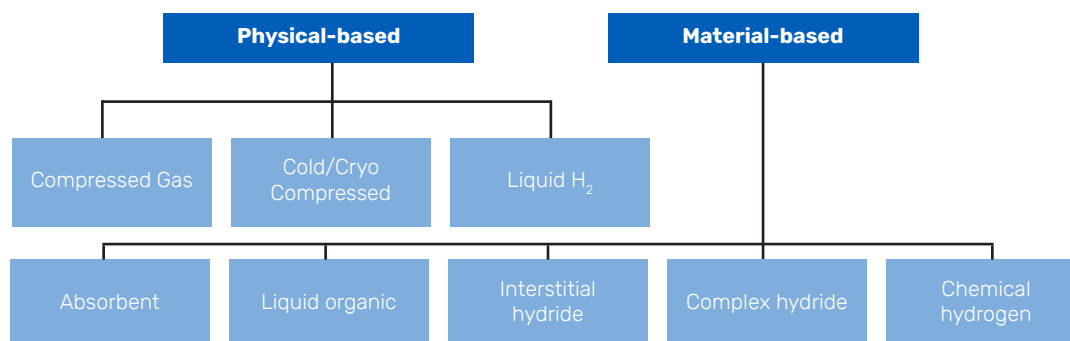 Physical-based
Material-based
Compressed Gas
Cold/Cryo
Compressed
Liquid H₂
Absorbent
Liquid organic
Interstitial
hydride
Complex hydride
Chemical
hydrogen